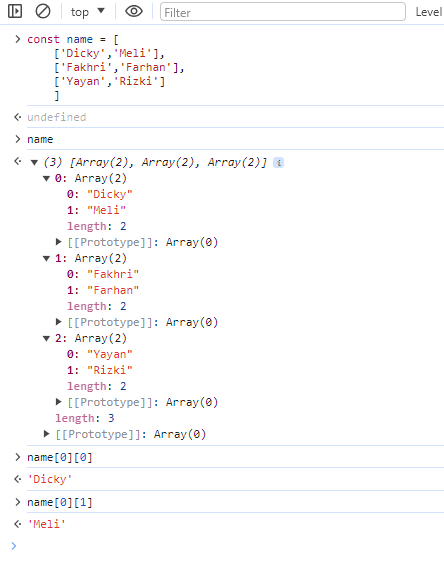 top ▼ Filter Level
> const name = [
['Dicky','Meli'],
['Fakhri','Farhan'],
['Yayan','Rizki']
]
<· undefined
> name
<· ▼ (3) [Array(2), Array(2), Array(2)] i
▼ 0: Array(2)
0: "Dicky"
1: "Meli"
length: 2
▶ [[Prototype]]: Array(0)
▼ 1: Array(2)
0: "Fakhri"
1: "Farhan"
length: 2
▶ [[Prototype]]: Array(0)
▼ 2: Array(2)
0: "Yayan"
1: "Rizki"
length: 2
▶ [[Prototype]]: Array(0)
length: 3
▶ [[Prototype]]: Array(0)
> name[0][0]
<· 'Dicky'
> name[0][1]
<· 'Meli'
>